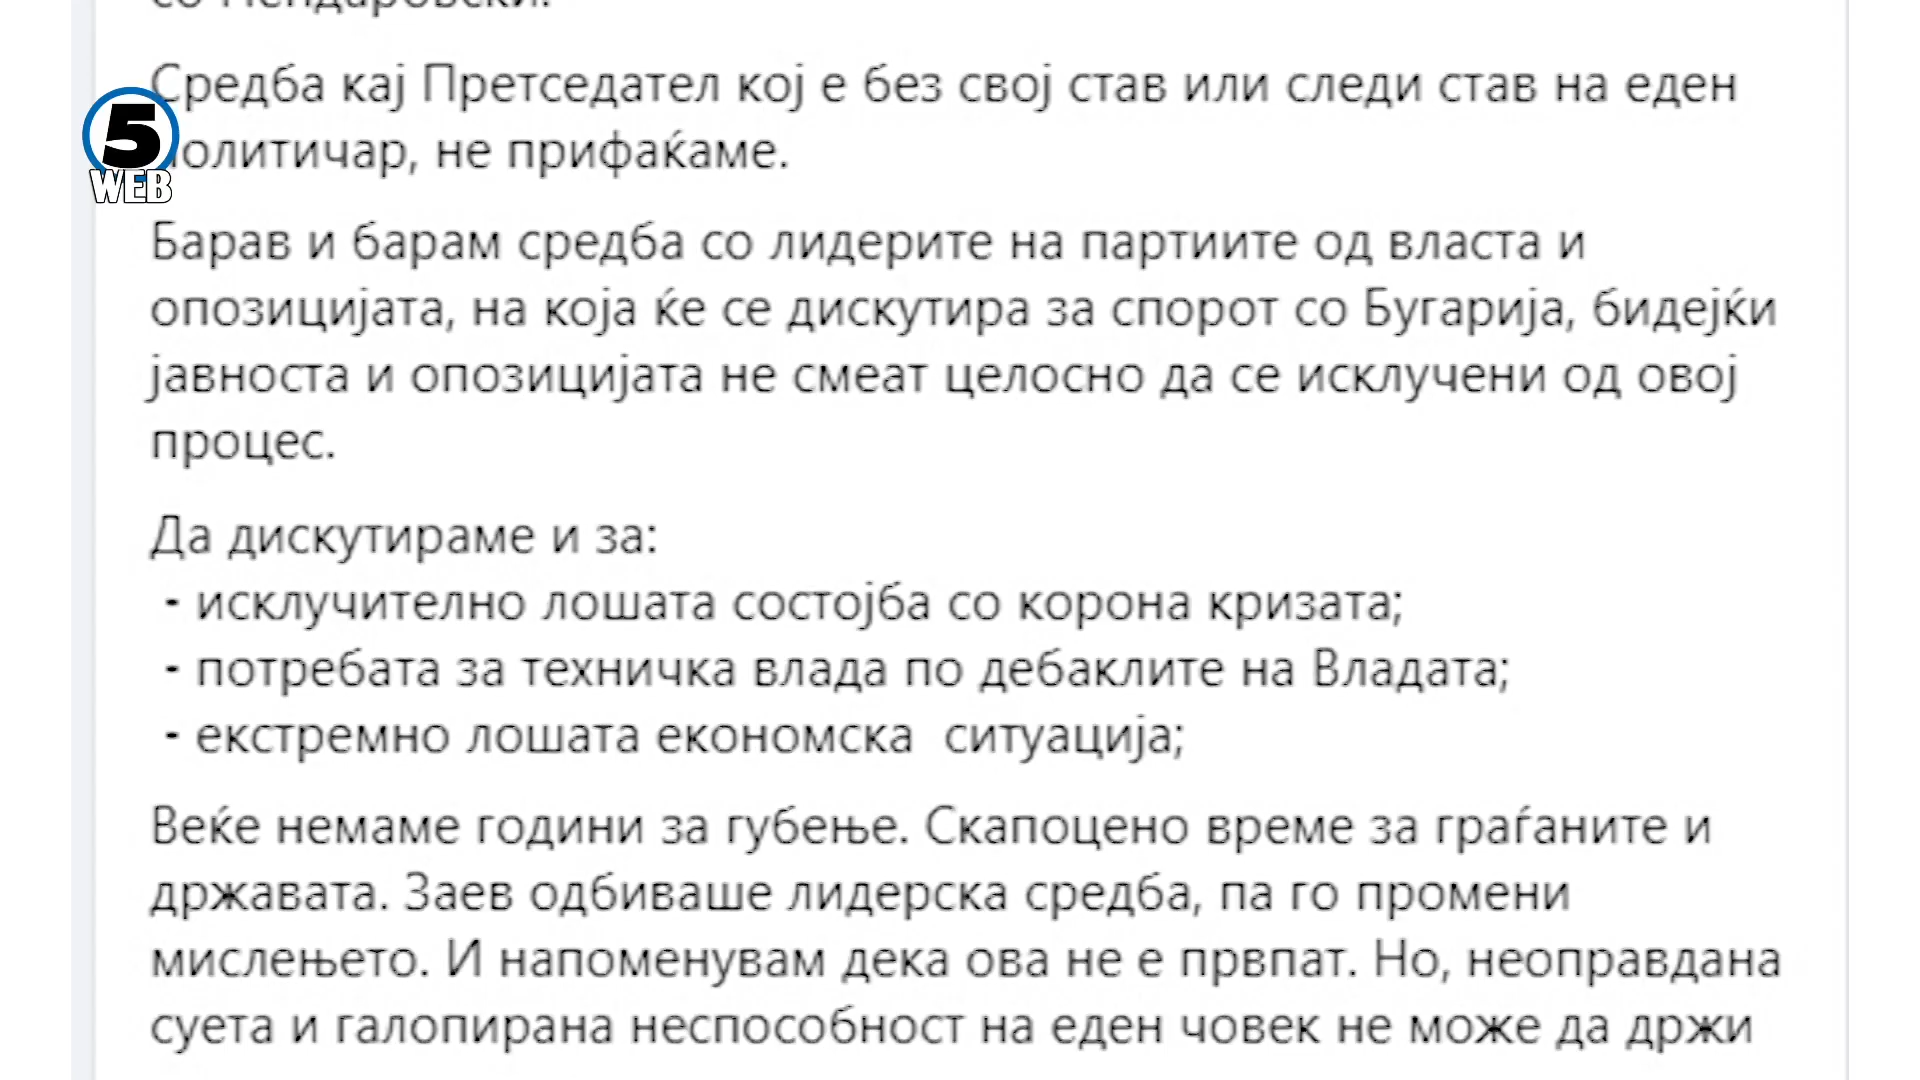 Средба кај Претседател кој е без свој став или следи став на еден
5
политичар, не прифаќаме.
WEB
Барав и барам средба со лидерите на партиите од власта и
опозицијата, на која ќе се дискутира за спорот со Бугарија, бидејќи
јавноста и опозицијата не смеат целосно да се исклучени од овој
процес.
Да дискутираме и за:
- исклучително лошата состојба со корона кризата;
- потребата за техничка влада по дебаклите на Владата;
- екстремно лошата економска ситуација;
Веќе немаме години за губење. Скапоцено време за граѓаните и
државата. Заев одбиваше лидерска средба, па го промени
мислењето. И напоменувам дека ова не е првпат. Но, неоправдана
суета и галопирана неспособност на еден човек не може да држи